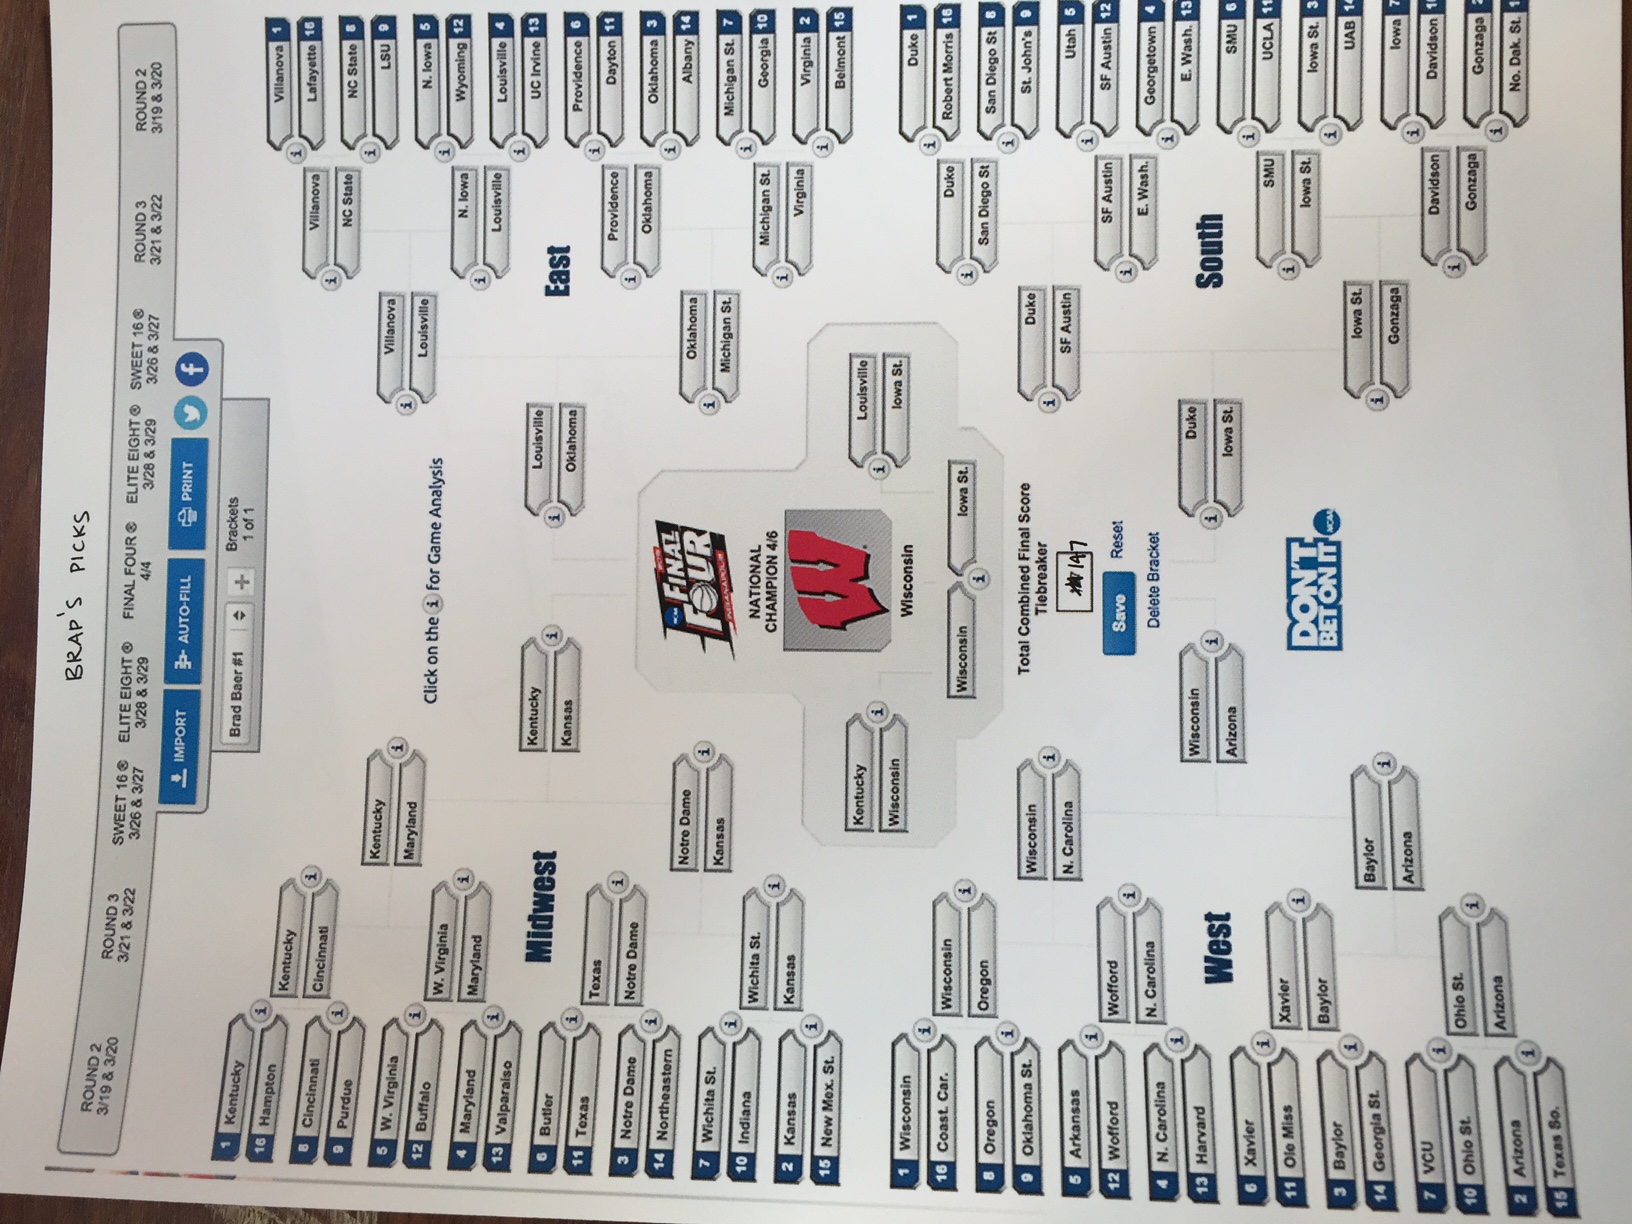 BRAD'S PICKS
ROUND 2
3/19 & 3/20
ROUND 3
3/21 & 3/22
SWEET 16 ®
3/26 & 3/27
ELITE EIGHT ®
3/28 & 3/29
FINAL FOUR ®
4/4
ELITE EIGHT ®
3/28 & 3/29
SWEET 16 ®
3/26 & 3/27
ROUND 3
3/21 & 3/22
ROUND 2
3/19 & 3/20
IMPORT
AUTO-FILL
PRINT
Brad Baer #1
Brackets
1 of 1
1 Kentucky
16 Hampton
8 Cincinnati
9 Purdue
5 W. Virginia
12 Buffalo
4 Maryland
13 Valparaiso
6 Butler
11 Texas
3 Notre Dame
14 Northeastern
7 Wichita St.
10 Indiana
2 Kansas
15 New Mex. St.
Kentucky
Cincinnati
W. Virginia
Maryland
Texas
Notre Dame
Wichita St.
Kansas
Kentucky
Maryland
Notre Dame
Kansas
Kentucky
Kansas
Midwest
Click on the i for Game Analysis
Villanova 1
Lafayette 16
NC State 8
LSU 9
N. Iowa 5
Wyoming 12
Louisville 4
UC Irvine 13
Providence 6
Dayton 11
Oklahoma 3
Albany 14
Michigan St. 7
Georgia 10
Virginia 2
Belmont 15
Villanova
NC State
N. Iowa
Louisville
Providence
Oklahoma
Michigan St.
Virginia
Villanova
Louisville
Oklahoma
Michigan St.
Louisville
Oklahoma
East
2015
NCAA
FINAL
FOUR
INDIANAPOLIS
NATIONAL
CHAMPION 4/6
W
Wisconsin
Kentucky
Wisconsin
Louisville
Iowa St.
Wisconsin
Iowa St.
Total Combined Final Score
Tiebreaker
147
Save
Reset
Delete Bracket
1 Wisconsin
16 Coast. Car.
8 Oregon
9 Oklahoma St.
5 Arkansas
12 Wofford
4 N. Carolina
13 Harvard
6 Xavier
11 Ole Miss
3 Baylor
14 Georgia St.
7 VCU
10 Ohio St.
2 Arizona
15 Texas So.
Wisconsin
Oregon
Wofford
N. Carolina
Xavier
Baylor
Ohio St.
Arizona
Wisconsin
N. Carolina
Baylor
Arizona
Wisconsin
Arizona
West
Duke 1
Robert Morris 16
San Diego St 8
St. John's 9
Utah 5
SF Austin 12
Georgetown 4
E. Wash. 13
SMU 6
UCLA 11
Iowa St. 3
UAB 14
Iowa 7
Davidson 1
Gonzaga 2
No. Dak. St. 1
Duke
San Diego St
SF Austin
E. Wash.
SMU
Iowa St.
Davidson
Gonzaga
Duke
SF Austin
Iowa St.
Gonzaga
Duke
Iowa St.
South
DON'T
BET ON IT
NCAA